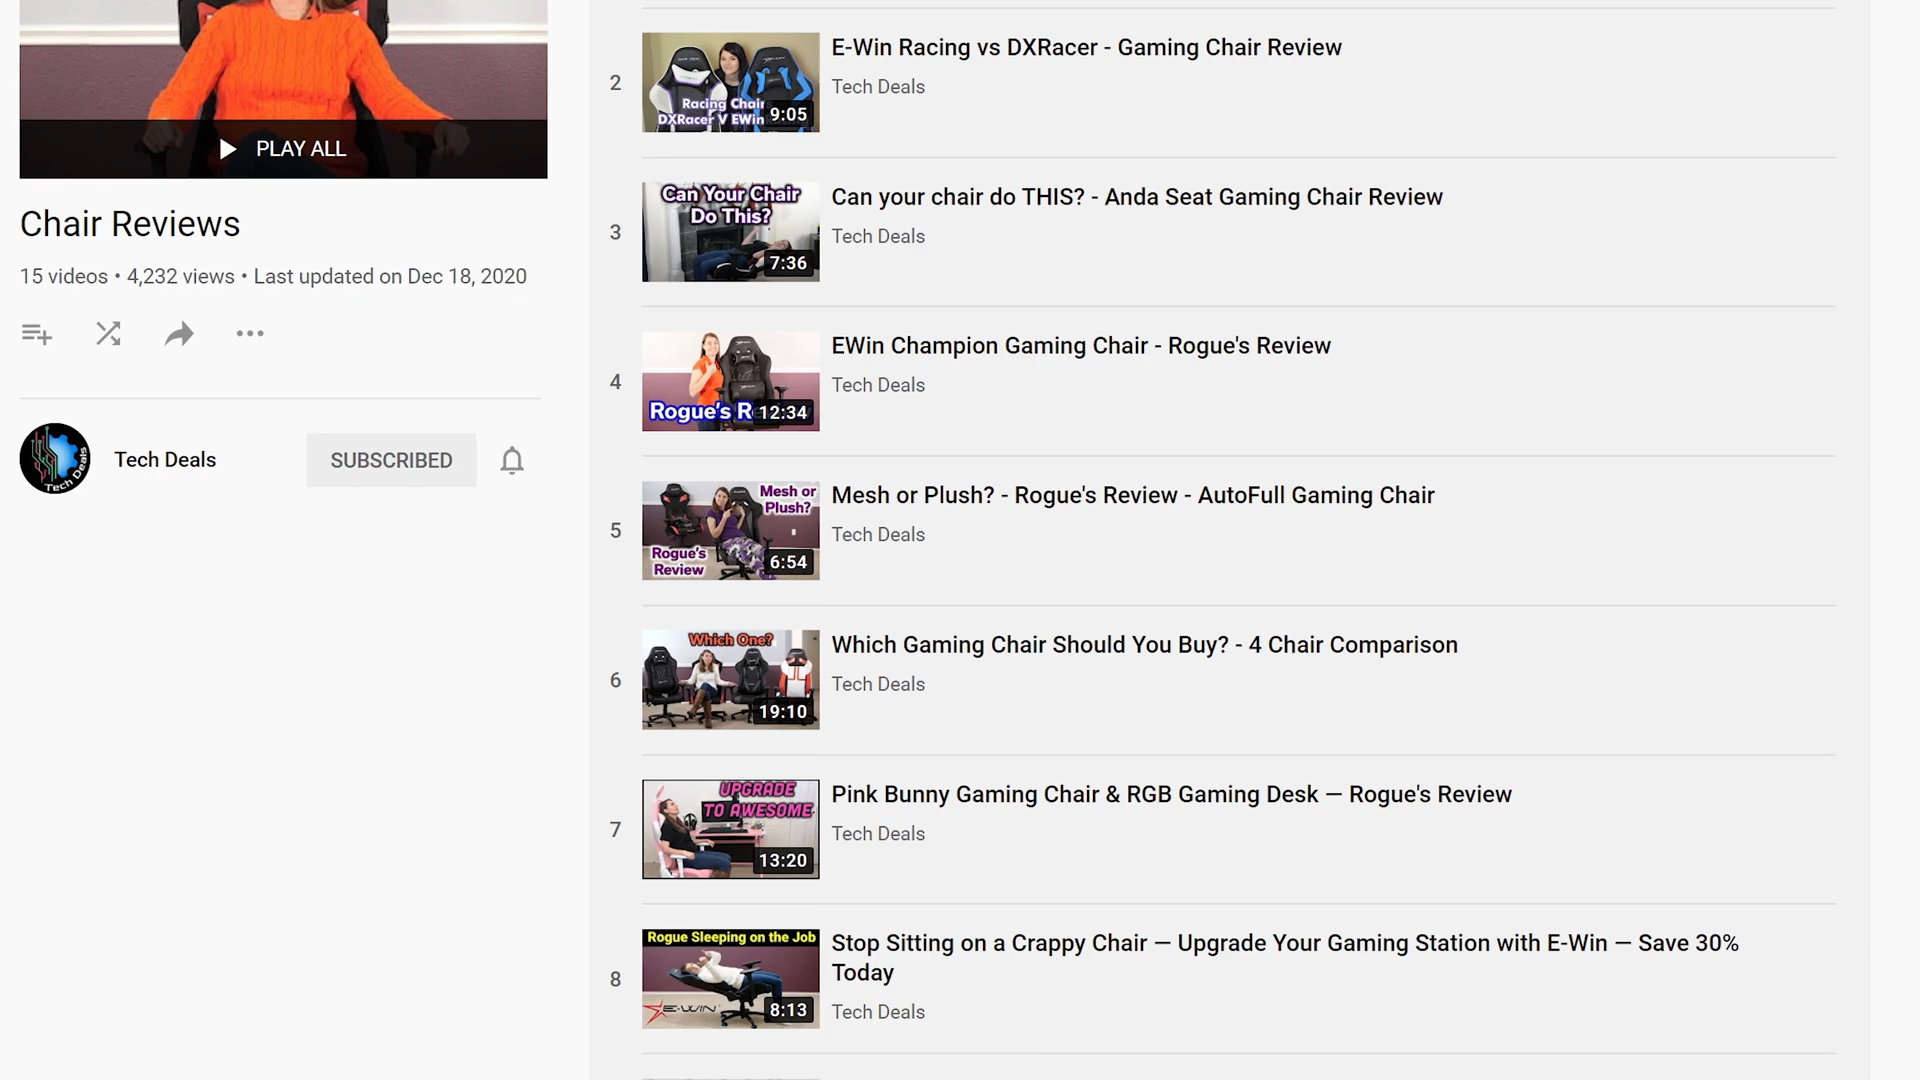 PLAY ALL
Chair Reviews
15 videos • 4,232 views • Last updated on Dec 18, 2020
Tech Deals
Tech Deals
SUBSCRIBED
2
Racing Chair
DXRacer V EWin
9:05
E-Win Racing vs DXRacer - Gaming Chair Review
Tech Deals
3
Can Your Chair
Do This?
7:36
Can your chair do THIS? - Anda Seat Gaming Chair Review
Tech Deals
4
Rogue's R
12:34
EWin Champion Gaming Chair - Rogue's Review
Tech Deals
5
Mesh or
Plush?
Rogue's
Review
6:54
Mesh or Plush? - Rogue's Review - AutoFull Gaming Chair
Tech Deals
6
Which One?
19:10
Which Gaming Chair Should You Buy? - 4 Chair Comparison
Tech Deals
7
UPGRADE
TO AWESOME
13:20
Pink Bunny Gaming Chair & RGB Gaming Desk — Rogue's Review
Tech Deals
8
Rogue Sleeping on the Job
E-WIN
8:13
Stop Sitting on a Crappy Chair — Upgrade Your Gaming Station with E-Win — Save 30%
Today
Tech Deals